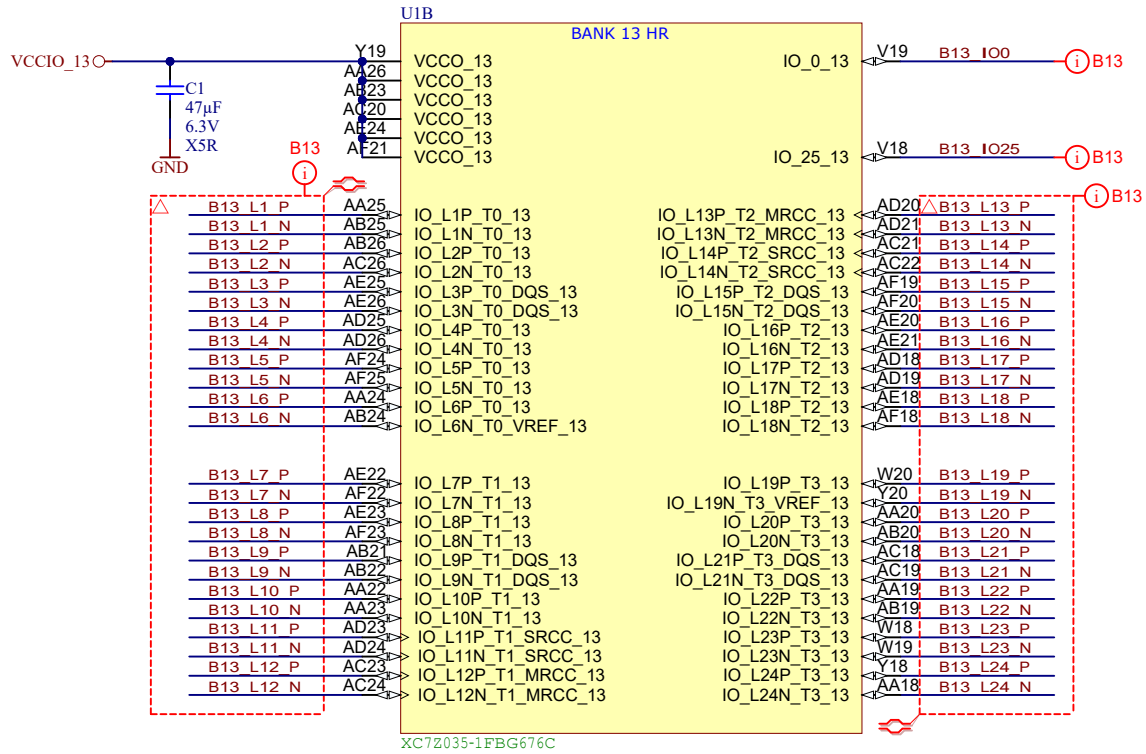 U1B
BANK 13 HR
VCCIO_13
Y19 VCCO_13 IO_0_13 V19 B13_IO0 i B13
AA26 VCCO_13
AB23 VCCO_13
AC20 VCCO_13
AE24 VCCO_13
AF21 VCCO_13 IO_25_13 V18 B13_IO25 i B13
C1
47µF
6.3V
X5R
GND
B13
i
i B13
B13_L1_P AA25 IO_L1P_T0_13 IO_L13P_T2_MRCC_13 AD20 B13_L13_P
B13_L1_N AB25 IO_L1N_T0_13 IO_L13N_T2_MRCC_13 AD21 B13_L13_N
B13_L2_P AB26 IO_L2P_T0_13 IO_L14P_T2_SRCC_13 AC21 B13_L14_P
B13_L2_N AC26 IO_L2N_T0_13 IO_L14N_T2_SRCC_13 AC22 B13_L14_N
B13_L3_P AE25 IO_L3P_T0_DQS_13 IO_L15P_T2_DQS_13 AF19 B13_L15_P
B13_L3_N AE26 IO_L3N_T0_DQS_13 IO_L15N_T2_DQS_13 AF20 B13_L15_N
B13_L4_P AD25 IO_L4P_T0_13 IO_L16P_T2_13 AE20 B13_L16_P
B13_L4_N AD26 IO_L4N_T0_13 IO_L16N_T2_13 AE21 B13_L16_N
B13_L5_P AF24 IO_L5P_T0_13 IO_L17P_T2_13 AD18 B13_L17_P
B13_L5_N AF25 IO_L5N_T0_13 IO_L17N_T2_13 AD19 B13_L17_N
B13_L6_P AA24 IO_L6P_T0_13 IO_L18P_T2_13 AE18 B13_L18_P
B13_L6_N AB24 IO_L6N_T0_VREF_13 IO_L18N_T2_13 AF18 B13_L18_N
B13_L7_P AE22 IO_L7P_T1_13 IO_L19P_T3_13 W20 B13_L19_P
B13_L7_N AF22 IO_L7N_T1_13 IO_L19N_T3_VREF_13 Y20 B13_L19_N
B13_L8_P AE23 IO_L8P_T1_13 IO_L20P_T3_13 AA20 B13_L20_P
B13_L8_N AF23 IO_L8N_T1_13 IO_L20N_T3_13 AB20 B13_L20_N
B13_L9_P AB21 IO_L9P_T1_DQS_13 IO_L21P_T3_DQS_13 AC18 B13_L21_P
B13_L9_N AB22 IO_L9N_T1_DQS_13 IO_L21N_T3_DQS_13 AC19 B13_L21_N
B13_L10_P AA22 IO_L10P_T1_13 IO_L22P_T3_13 AA19 B13_L22_P
B13_L10_N AA23 IO_L10N_T1_13 IO_L22N_T3_13 AB19 B13_L22_N
B13_L11_P AD23 IO_L11P_T1_SRCC_13 IO_L23P_T3_13 W18 B13_L23_P
B13_L11_N AD24 IO_L11N_T1_SRCC_13 IO_L23N_T3_13 W19 B13_L23_N
B13_L12_P AC23 IO_L12P_T1_MRCC_13 IO_L24P_T3_13 Y18 B13_L24_P
B13_L12_N AC24 IO_L12N_T1_MRCC_13 IO_L24N_T3_13 AA18 B13_L24_N
XC7Z035-1FBG676C